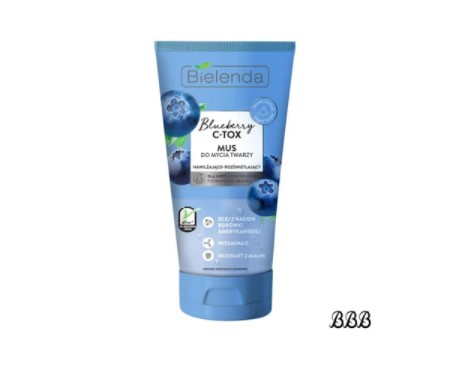 Bielenda
Blueberry
C-TOX
MUS
DO MYCIA TWARZY
NAWILŻAJĄCO-ROZŚWIETLAJĄCY
OLEJ Z NASION
BORÓWKI
AMERYKAŃSKIEJ
WITAMINA C
EKSTRAKT Z MALIN
BBB